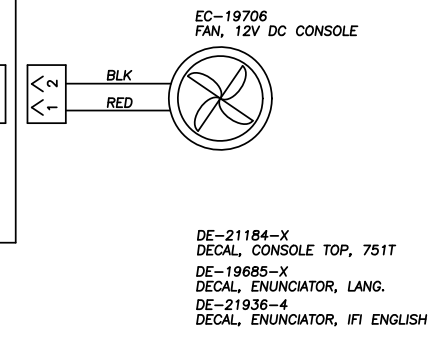 EC-19706
FAN, 12V DC CONSOLE
BLK
2
1
RED
DE-21184-X
DECAL, CONSOLE TOP, 751T
DE-19685-X
DECAL, ENUNCIATOR, LANG.
DE-21936-4
DECAL, ENUNCIATOR, IFI ENGLISH